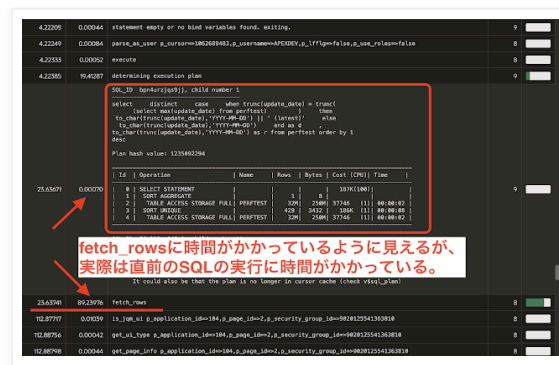 4.22205 0.00044 statement empty or no bind variables found. exiting. 9
4.22249 0.00084 parse_as_user p_cursor=>1062689483,p_username=>APEXDEV,p_lfflg=>false,p_use_roles=>false 8
4.22333 0.00052 execute 8
4.22385 19.41287 determining execution plan 9
SQL_ID bpn4urzjqs9jj, child number 1
select distinct case when trunc(update_date) = trunc(
(select max(update_date) from perftest) ) then
to_char(trunc(update_date),'YYYY-MM-DD') || ' (latest)' else
to_char(trunc(update_date),'YYYY-MM-DD') end as d ,
to_char(trunc(update_date),'YYYY-MM-DD') as r from perftest order by 1
desc
Plan hash value: 1235092294
| Id | Operation | Name | Rows | Bytes | Cost (CPU)| Time |
| 0 | SELECT STATEMENT | | | | 187K(100)| |
| 1 | SORT AGGREGATE | | 1 | 8 | | |
| 2 | TABLE ACCESS STORAGE FULL| PERFTEST | 32M| 250M| 37746 (1)| 00:00:02 |
| 3 | SORT UNIQUE | | 429 | 3432 | 186K (1)| 00:00:08 |
| 4 | TABLE ACCESS STORAGE FULL| PERFTEST | 32M| 250M| 37746 (1)| 00:00:02 |
23.63671 0.00070 9
fetch_rowsに時間がかかっているように見えるが、
実際は直前のSQLの実行に時間がかかっている。
It could also be that the plan is no longer in cursor cache (check v$sql_plan)
23.63741 89.23976 fetch_rows 8
112.87717 0.01039 is_jqm_ui p_application_id=>104,p_page_id=>2,p_security_group_id=>9020125541363810 8
112.88756 0.00042 get_ui_type p_application_id=>104,p_page_id=>2,p_security_group_id=>9020125541363810 8
112.88798 0.00044 get_page_info p_application_id=>104,p_page_id=>2,p_security_group_id=>9020125541363810 8